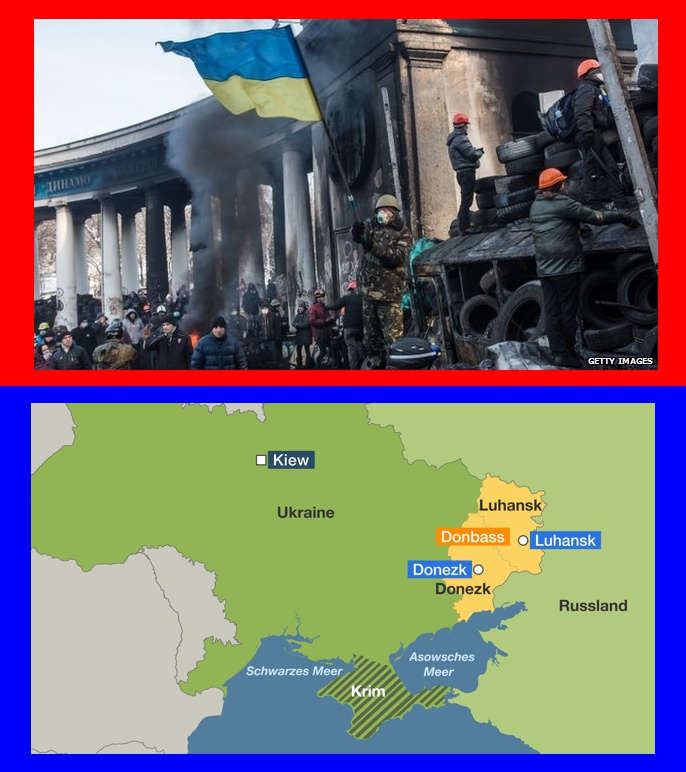 ДИНАМО
GETTY IMAGES
Kiew
Ukraine
Luhansk
Donbass
Luhansk
Donezk
Donezk
Russland
Schwarzes Meer
Asowsches
Meer
Krim